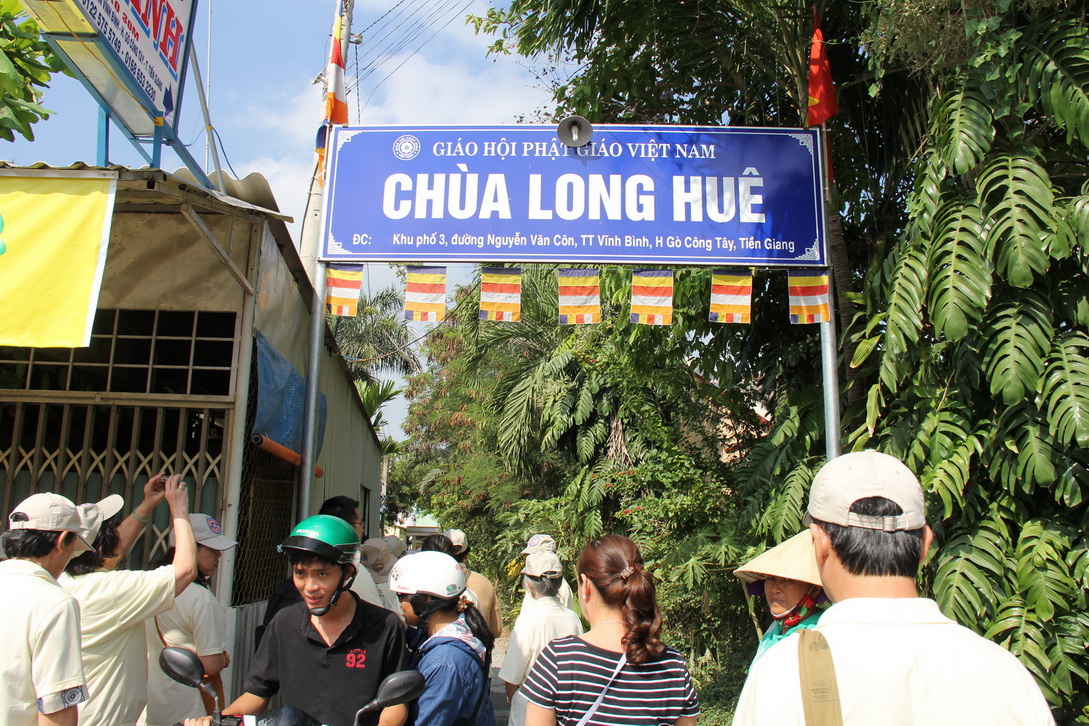 GIÁO HỘI PHẬT GIÁO VIỆT NAM
CHÙA LONG HUÊ
ĐC: Khu phố 3, đường Nguyễn Văn Côn, TT Vĩnh Bình, H Gò Công Tây, Tiền Giang
92